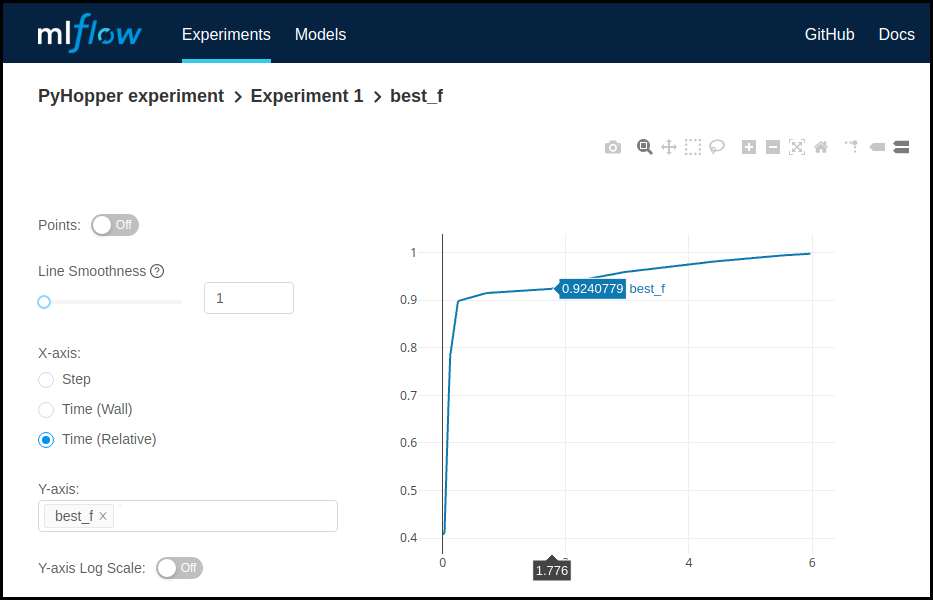 mlflow Experiments Models GitHub Docs
PyHopper experiment > Experiment 1 > best_f
Points: Off
Line Smoothness ?
1
X-axis:
Step
Time (Wall)
Time (Relative)
Y-axis:
best_f ×
Y-axis Log Scale: Off
1
0.9
0.8
0.7
0.6
0.5
0.4
0.9240779 best_f
0 4 6
1.776